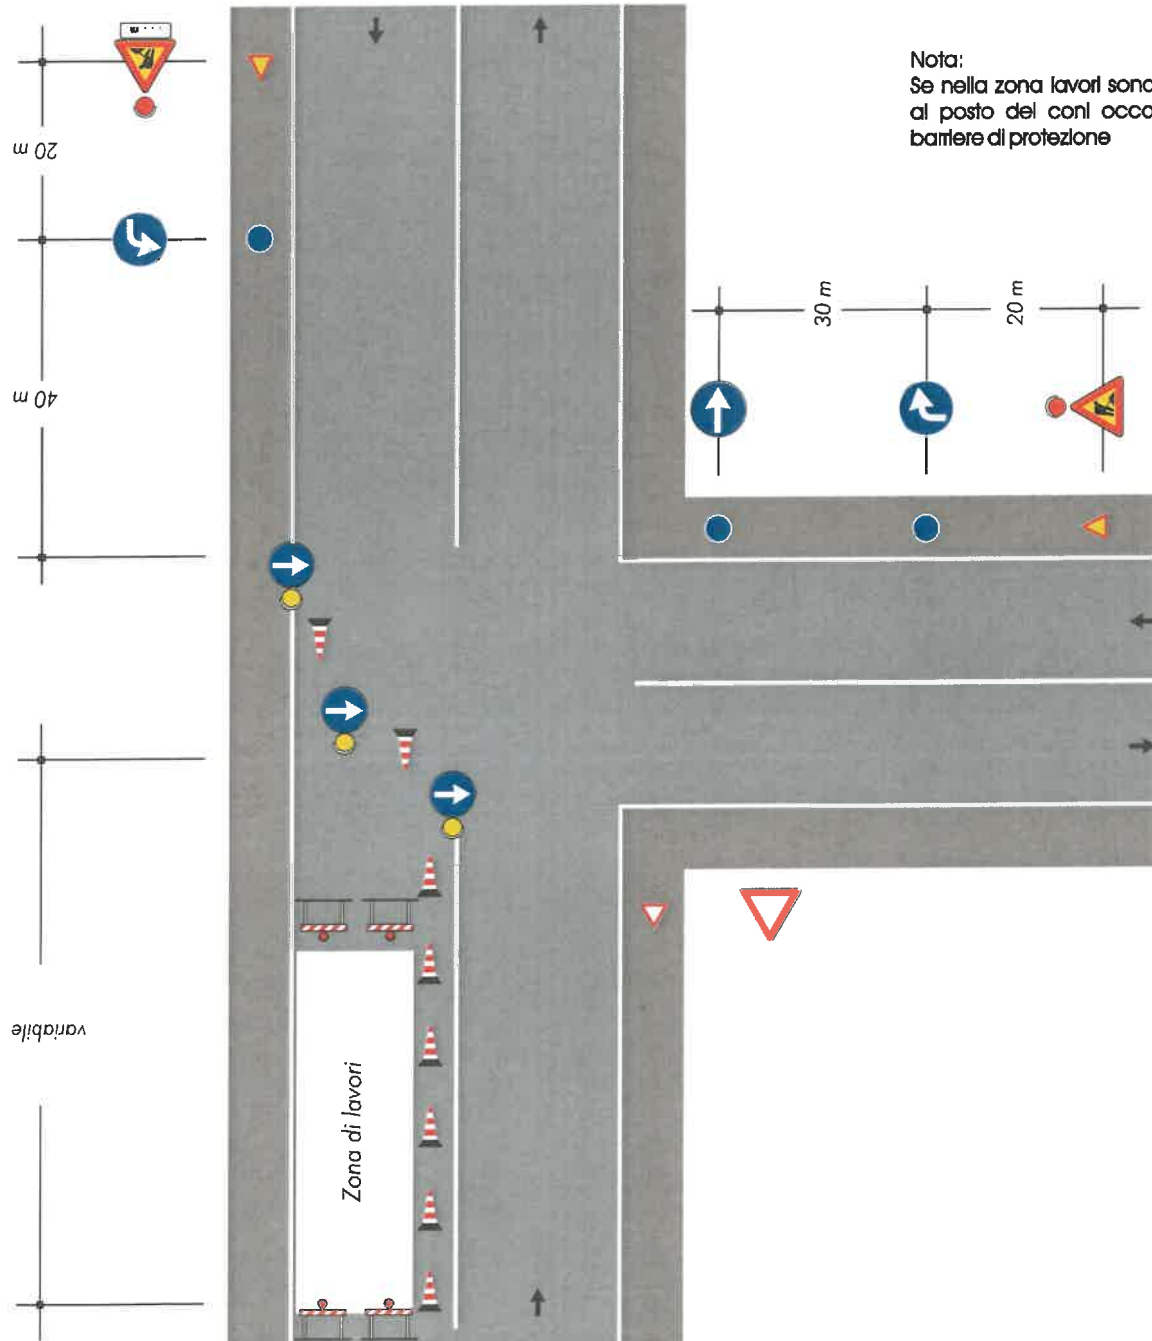 Nota:
Se nella zona lavori sono
al posto dei coni occo
barriere di protezione
20 m
40 m
30 m
20 m
variabile
Zona di lavori